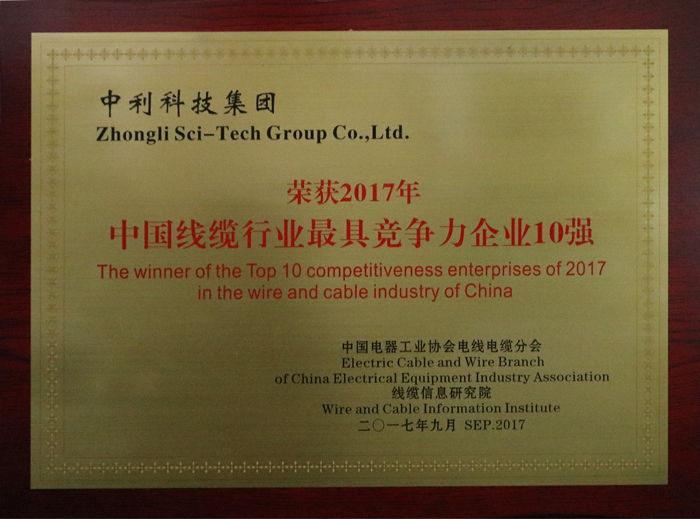 中利科技集团
Zhongli Sci-Tech Group Co.,Ltd.
荣获2017年
中国线缆行业最具竞争力企业10强
The winner of the Top 10 competitiveness enterprises of 2017
in the wire and cable industry of China
中国电器工业协会电线电缆分会
Electric Cable and Wire Branch
of China Electrical Equipment Industry Association
线缆信息研究院
Wire and Cable Information Institute
二〇一七年九月 SEP.2017